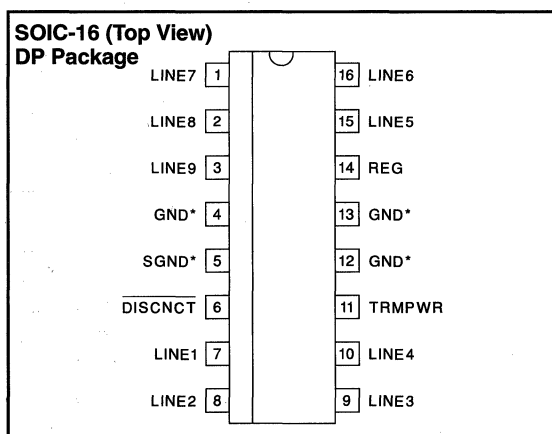 SOIC-16 (Top View)
DP Package
LINE7 1 16 LINE6
LINE8 2 15 LINE5
LINE9 3 14 REG
GND* 4 13 GND*
SGND* 5 12 GND*
DISCNCT 6 11 TRMPWR
LINE1 7 10 LINE4
LINE2 8 9 LINE3